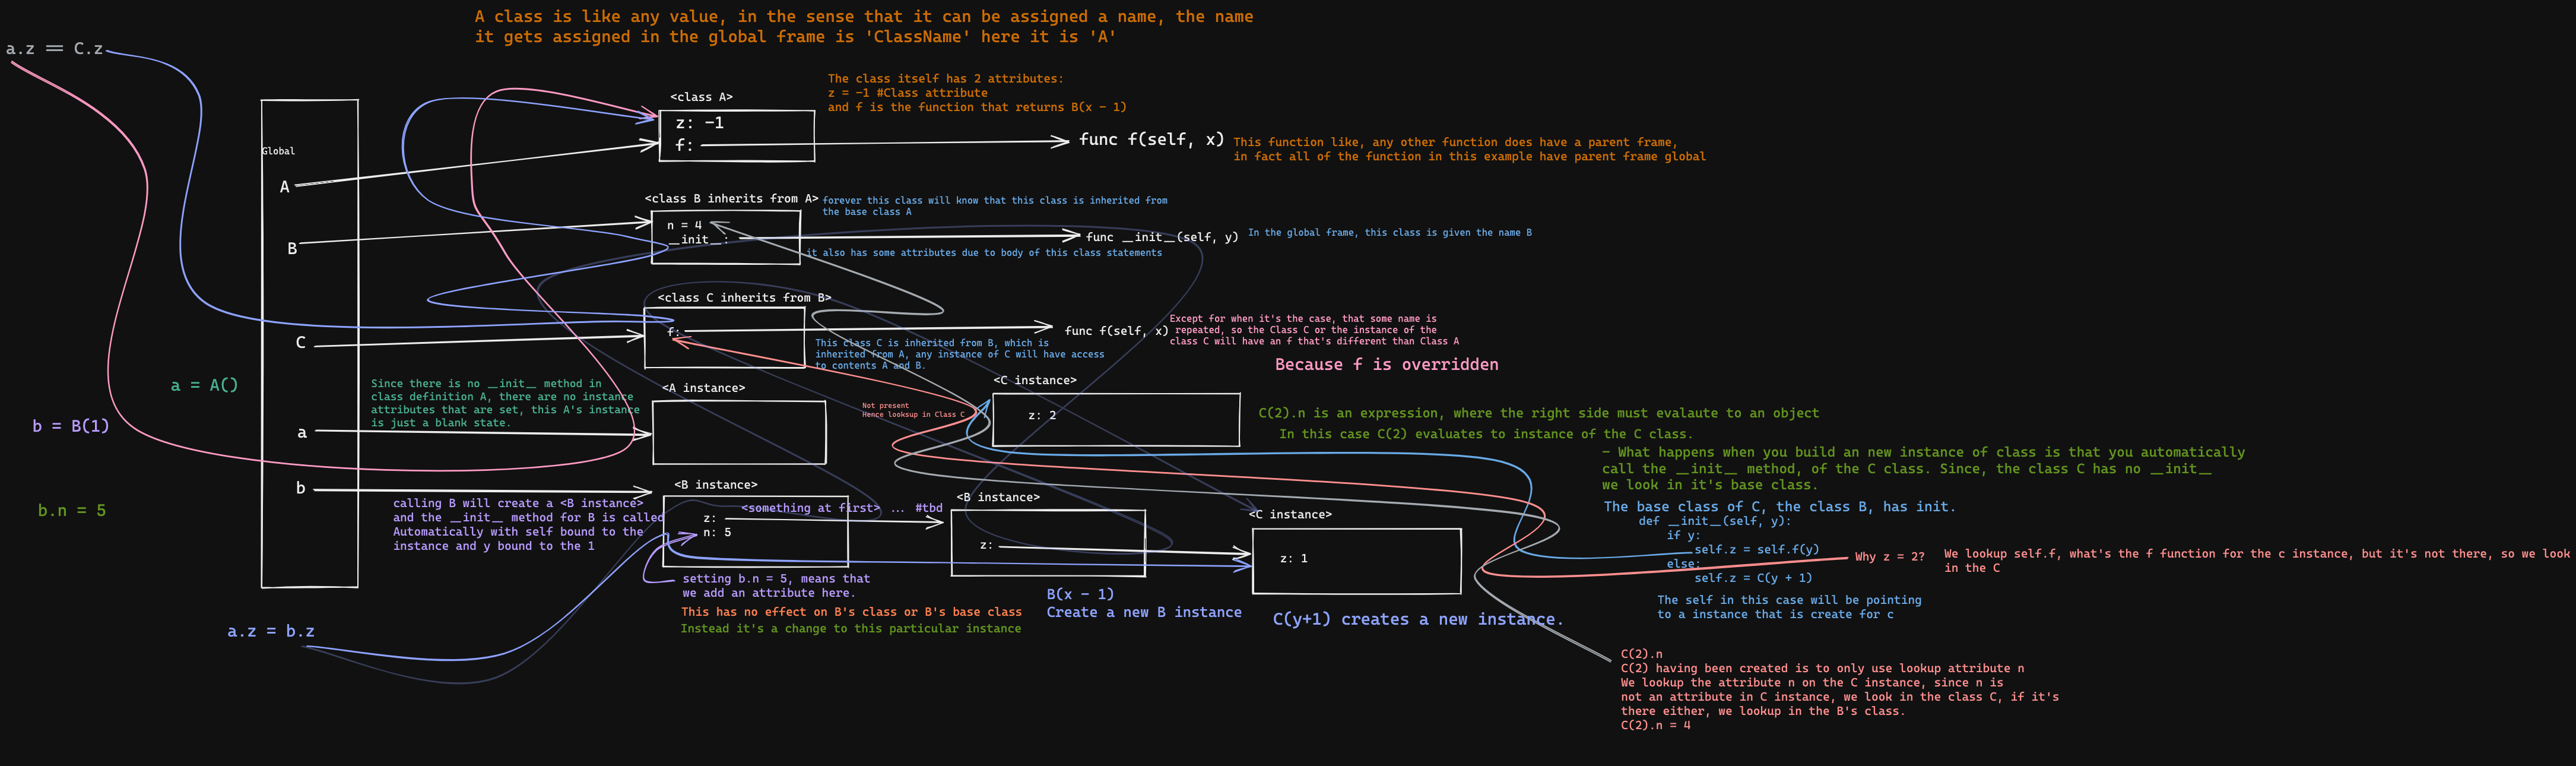 A class is like any value, in the sense that it can be assigned a name, the name
it gets assigned in the global frame is 'ClassName' here it is 'A'
a.z == C.z
The class itself has 2 attributes:
z = -1 #Class attribute
and f is the function that returns B(x - 1)
<class A>
z: -1
f:
func f(self, x)
This function like, any other function does have a parent frame,
in fact all of the function in this example have parent frame global
Global
A
<class B inherits from A>
forever this class will know that this class is inherited from
the base class A
n = 4
__init__:
func __init__(self, y)
In the global frame, this class is given the name B
it also has some attributes due to body of this class statements
B
<class C inherits from B>
f:
func f(self, x)
Except for when it's the case, that some name is
repeated, so the Class C or the instance of the
class C will have an f that's different than Class A
Because f is overridden
This class C is inherited from B, which is
inherited from A, any instance of C will have access
to contents A and B.
C
a = A()
Since there is no __init__ method in
class definition A, there are no instance
attributes that are set, this A's instance
is just a blank state.
<A instance>
<C instance>
z: 2
Not present
Hence looksup in Class C
C(2).n is an expression, where the right side must evalaute to an object
In this case C(2) evaluates to instance of the C class.
b = B(1)
a
- What happens when you build an new instance of class is that you automatically
call the __init__ method, of the C class. Since, the class C has no __init__
we look in it's base class.
b
<B instance>
z:
n: 5
<something at first> ... #tbd
calling B will create a <B instance>
and the __init__ method for B is called
Automatically with self bound to the
instance and y bound to the 1
<B instance>
z:
<C instance>
z: 1
b.n = 5
The base class of C, the class B, has init.
def __init__(self, y):
if y:
self.z = self.f(y)
else:
self.z = C(y + 1)
Why z = 2?
We lookup self.f, what's the f function for the c instance, but it's not there, so we look
in the C
The self in this case will be pointing
to a instance that is create for c
setting b.n = 5, means that
we add an attribute here.
This has no effect on B's class or B's base class
Instead it's a change to this particular instance
B(x - 1)
Create a new B instance
C(y+1) creates a new instance.
a.z = b.z
C(2).n
C(2) having been created is to only use lookup attribute n
We lookup the attribute n on the C instance, since n is
not an attribute in C instance, we look in the class C, if it's
there either, we lookup in the B's class.
C(2).n = 4